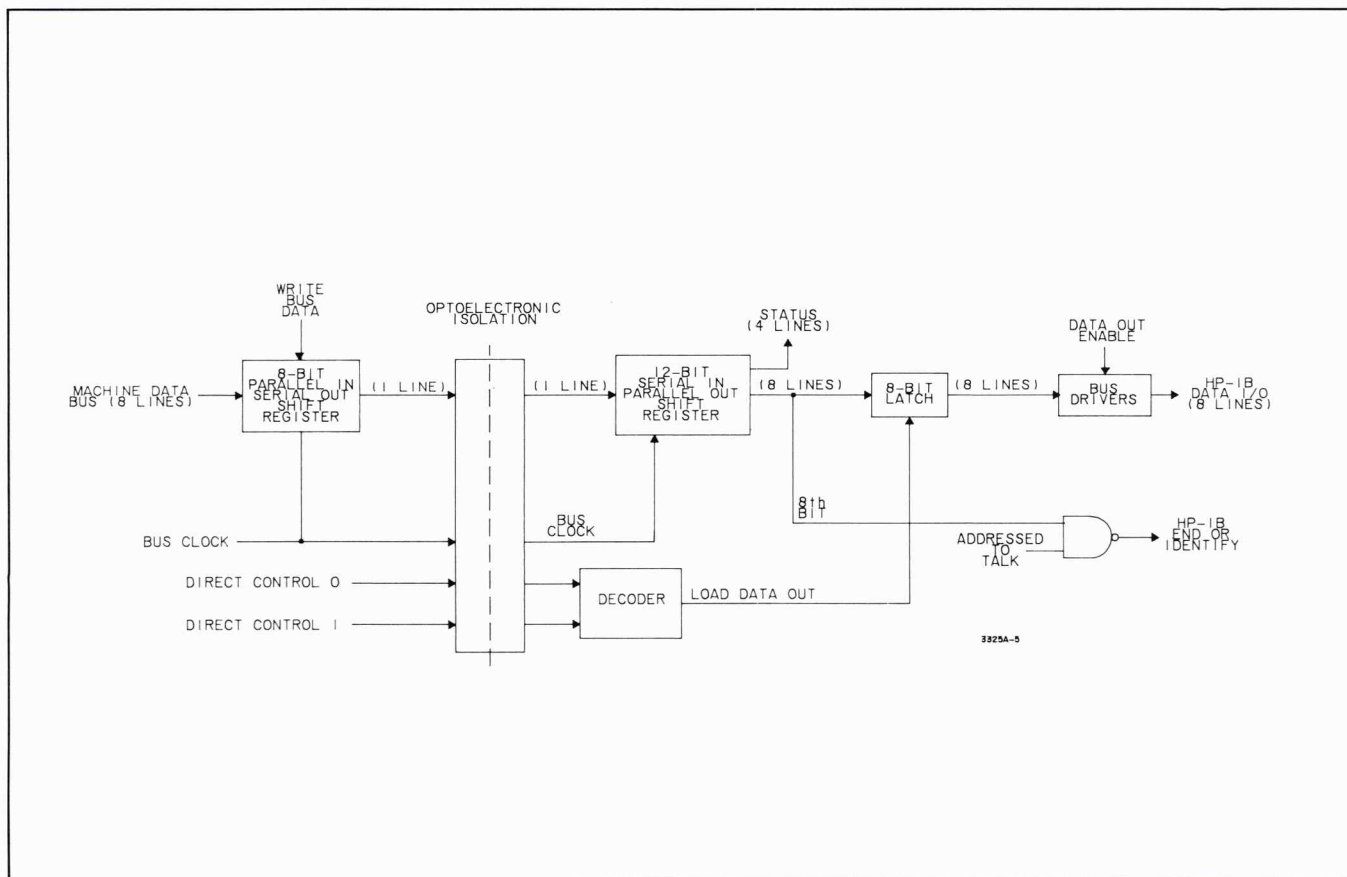 WRITE
BUS
DATA
OPTOELECTRONIC
ISOLATION
STATUS
(4 LINES)
DATA OUT
ENABLE
MACHINE DATA
BUS (8 LINES)
8-BIT
PARALLEL IN
SERIAL OUT
SHIFT
REGISTER
(1 LINE)
(1 LINE)
12-BIT
SERIAL IN
PARALLEL OUT
SHIFT
REGISTER
(8 LINES)
8-BIT
LATCH
(8 LINES)
BUS
DRIVERS
HP-1B
DATA I/O
(8 LINES)
BUS CLOCK
BUS
CLOCK
8th
BIT
ADDRESSED
TO
TALK
HP-1B
END OR
IDENTIFY
DIRECT CONTROL 0
DIRECT CONTROL 1
DECODER
LOAD DATA OUT
3325A-5